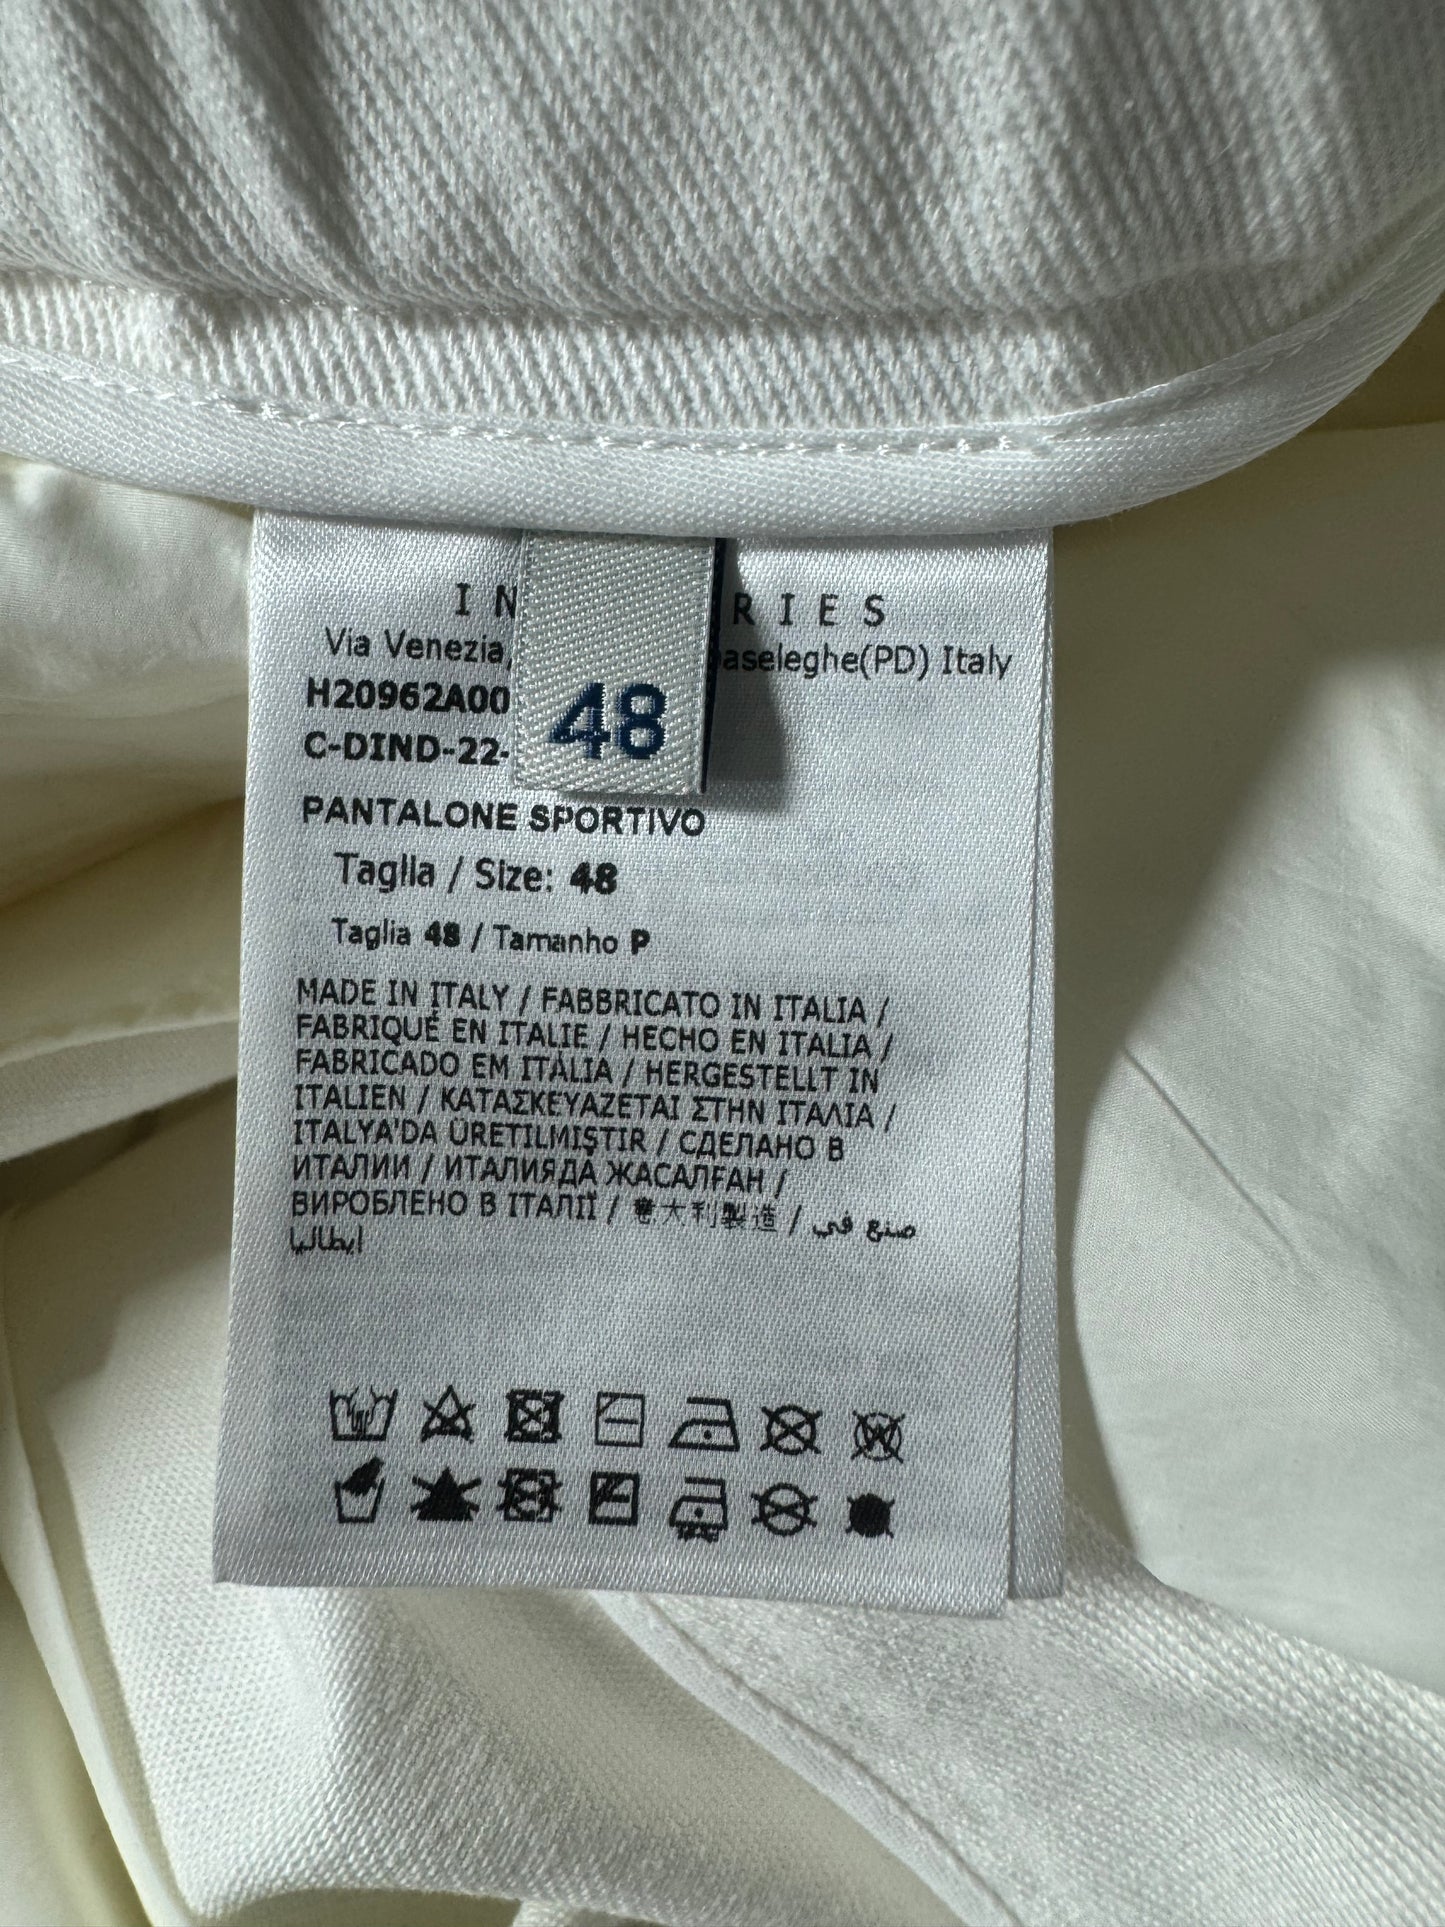 RIES
Via Venezia, aseleghe(PD) Italy
H20962A00
C-DIND-22-
48
PANTALONE SPORTIVO
Taglia / Size: 48
Taglia 48 / Tamanho P
MADE IN ITALY / FABBRICATO IN ITALIA /
FABRIQUÉ EN ITALIE / HECHO EN ITALIA /
FABRICADO EM ITÁLIA / HERGESTELLT IN
ITALIEN / ΚΑΤΑΣΚΕΥΑΖΕΤΑΙ ΣΤΗΝ ΙΤΑΛΙΑ /
ITALYA'DA ÜRETILMIŞTIR / СДЕЛАНО В
ИТАЛИИ / ИТАЛИЯДА ЖАСАЛҒАН /
ВИРОБЛЕНО В ІТАЛІЇ / 意大利製造 / صنع في
ايطاليا